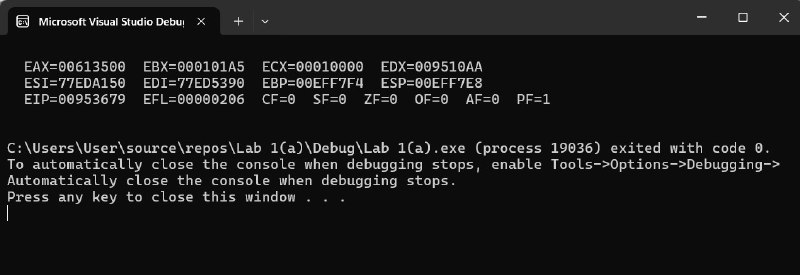 Microsoft Visual Studio Debu
EAX=00613500 EBX=000101A5 ECX=00010000 EDX=009510AA
ESI=77EDA150 EDI=77ED5390 EBP=00EFF7F4 ESP=00EFF7E8
EIP=00953679 EFL=00000206 CF=0 SF=0 ZF=0 OF=0 AF=0 PF=1
C:\Users\User\source\repos\Lab 1(a)\Debug\Lab 1(a).exe (process 19036) exited with code 0.
To automatically close the console when debugging stops, enable Tools->Options->Debugging->
Automatically close the console when debugging stops.
Press any key to close this window . . .